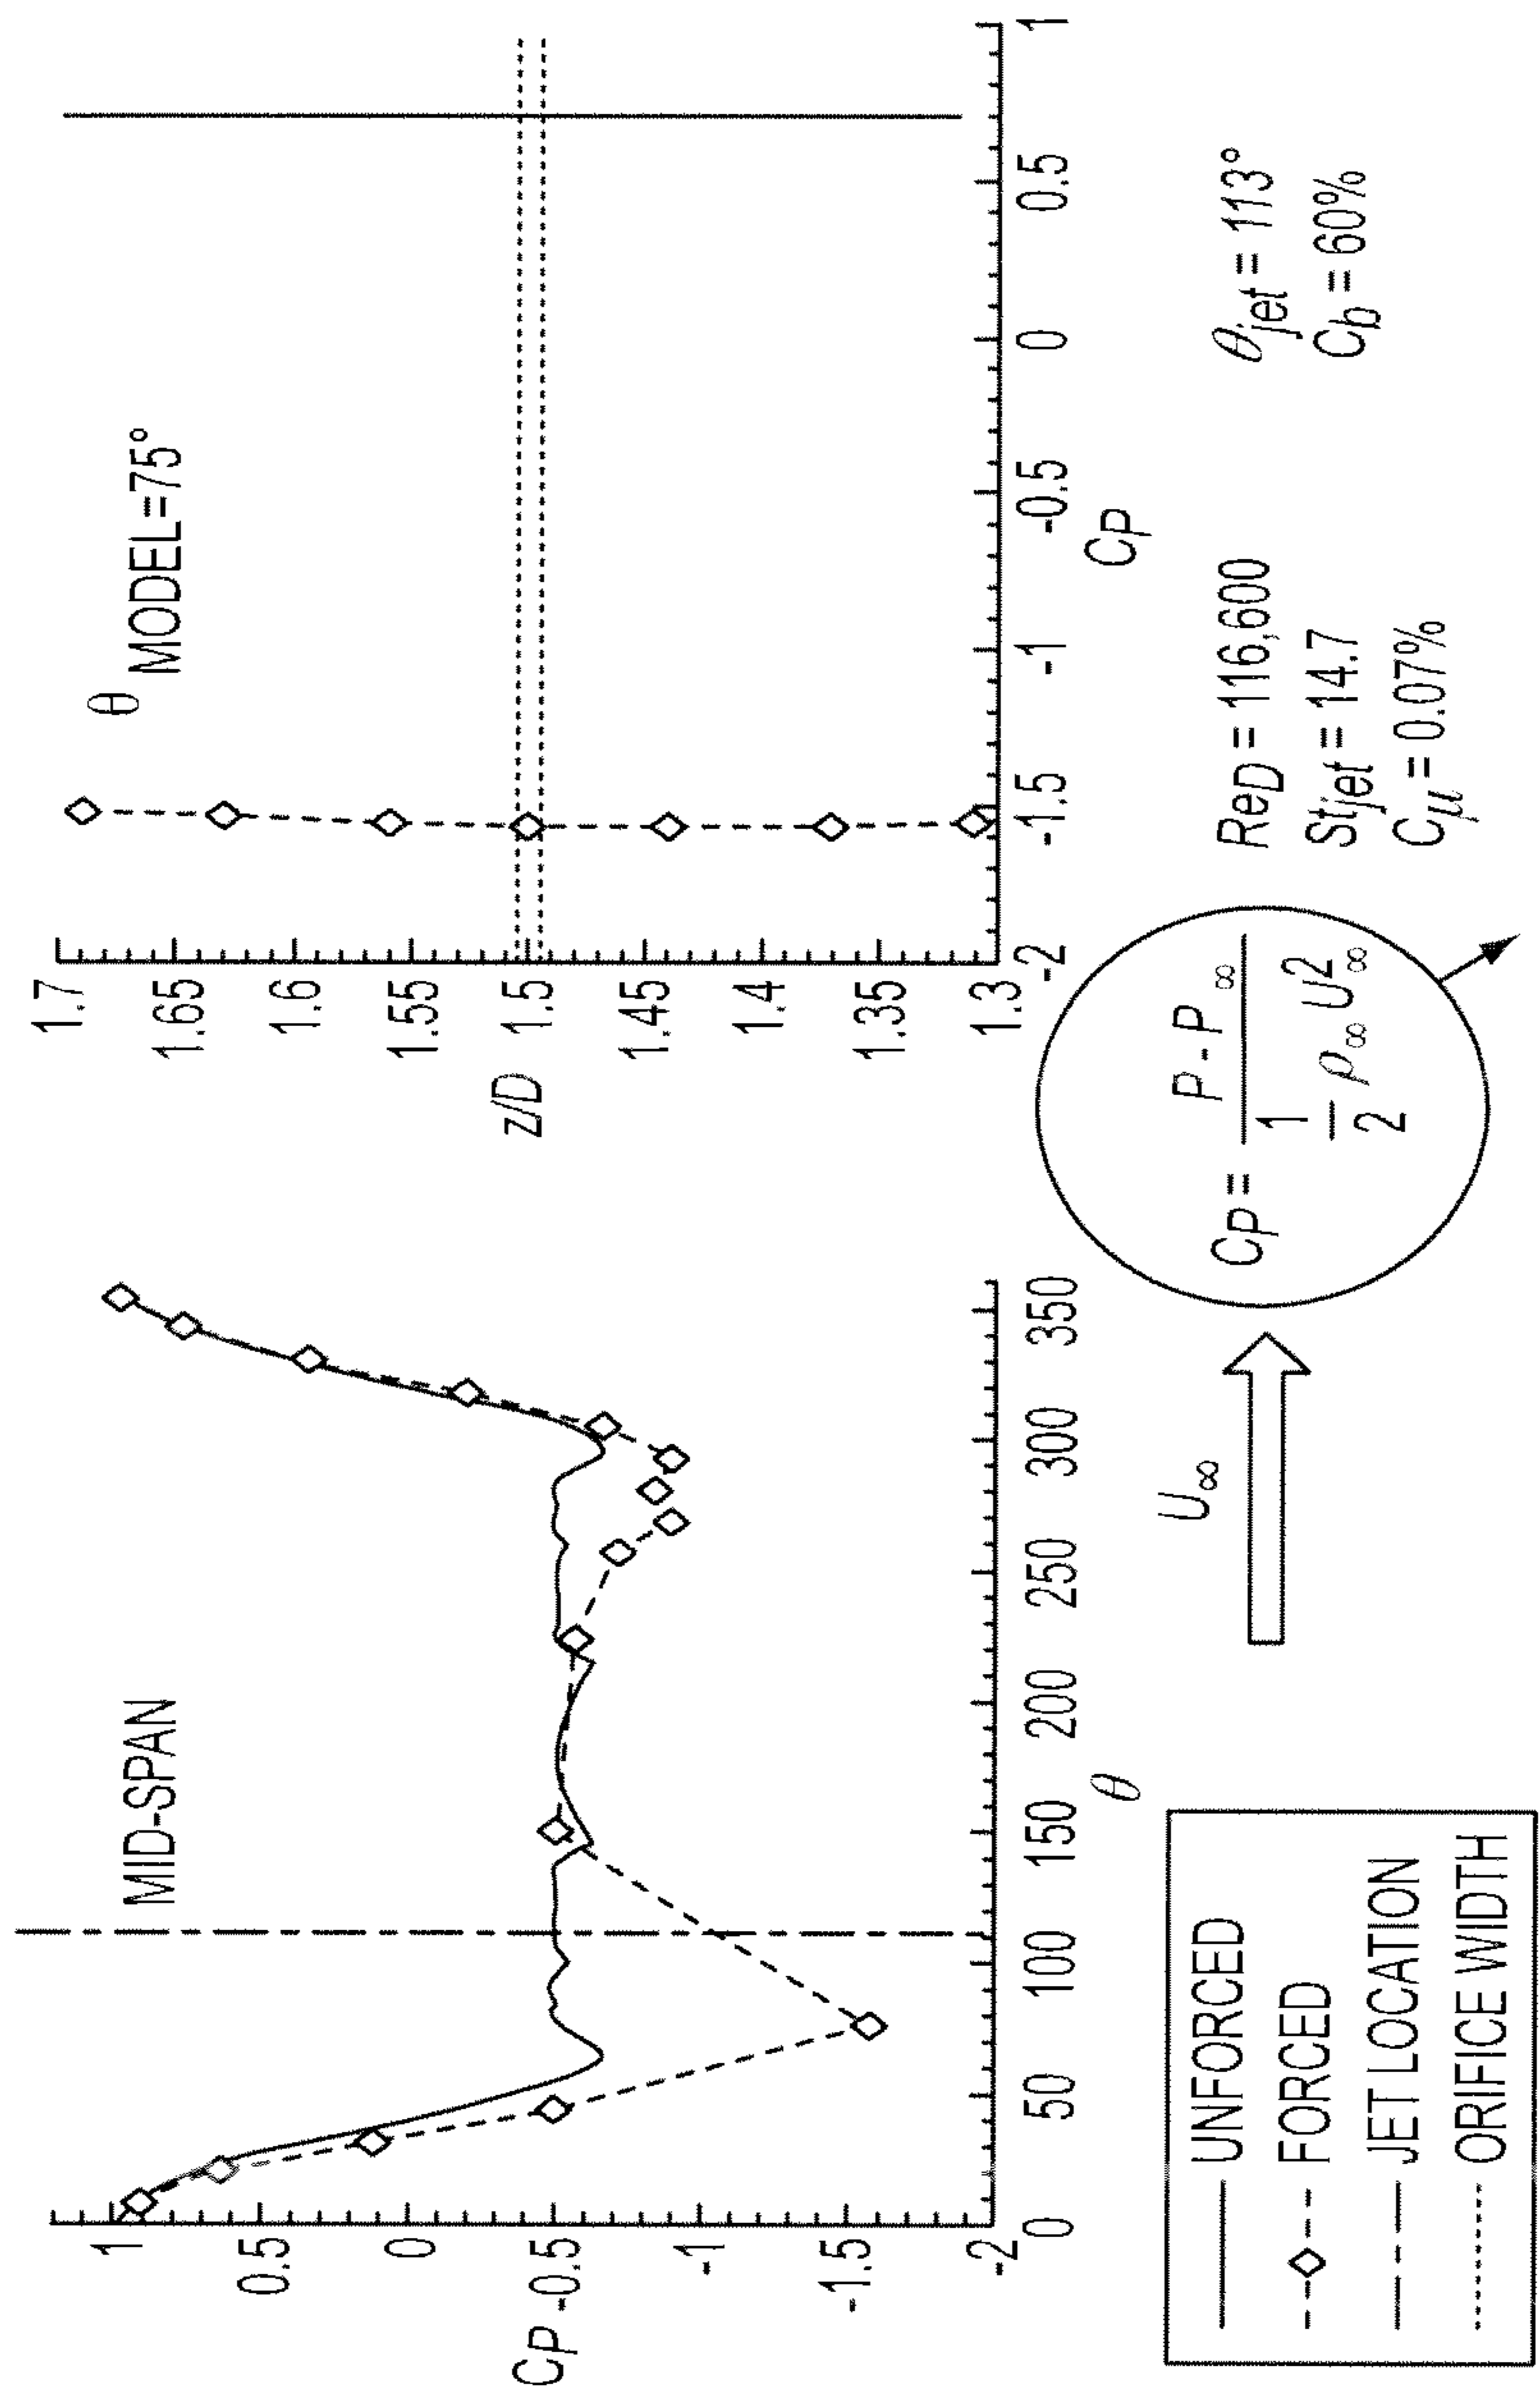 MID-SPAN
1
0.5
0
-0.5
-1
-1.5
-2
CP
0
50
100
150
200
250
300
350
θ
θ MODEL=75°
1.7
1.65
1.6
1.55
1.5
1.45
1.4
1.35
1.3
z/D
-2
-1.5
-1
-0.5
0
0.5
1
CP
UNFORCED
FORCED
JET LOCATION
ORIFICE WIDTH
U∞
CP = P - P∞
1
2 ρ∞ U2∞
ReD = 116,600
Stjet = 14.7
Cμ = 0.07%
θjet = 113°
Cb = 60%